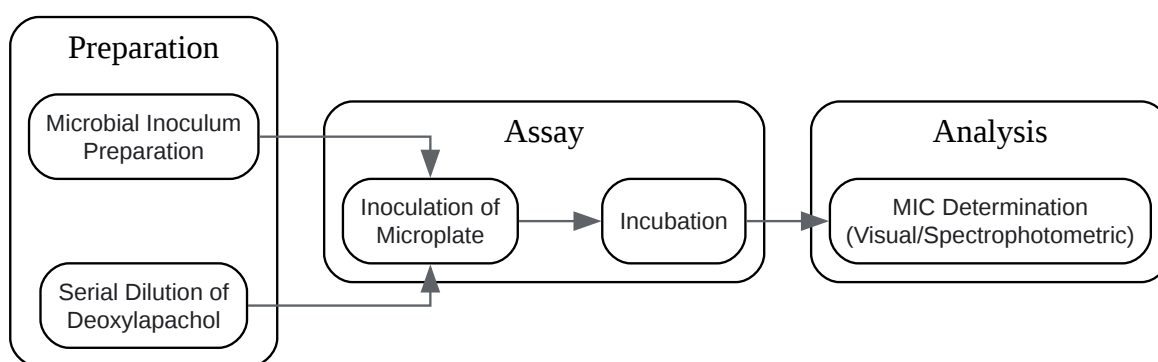 Preparation
Microbial Inoculum
Preparation
Serial Dilution of
Deoxylapachol
Assay
Inoculation of
Microplate
Incubation
Analysis
MIC Determination
(Visual/Spectrophotometric)